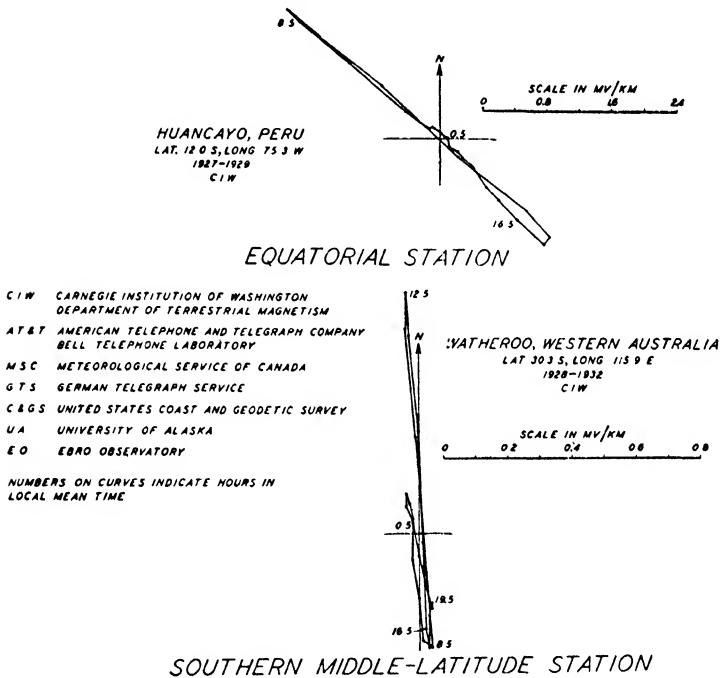 8 5
N
SCALE IN MV/KM
0 0.8 1.6 2.4
HUANCAYO, PERU
LAT. 12 0 S, LONG 75 3 W
1927-1929
C I W
0.5
16 5
EQUATORIAL STATION
C I W CARNEGIE INSTITUTION OF WASHINGTON
DEPARTMENT OF TERRESTRIAL MAGNETISM
AT&T AMERICAN TELEPHONE AND TELEGRAPH COMPANY
BELL TELEPHONE LABORATORY
M S C METEOROLOGICAL SERVICE OF CANADA
G T S GERMAN TELEGRAPH SERVICE
C & G S UNITED STATES COAST AND GEODETIC SURVEY
U A UNIVERSITY OF ALASKA
E O EBRO OBSERVATORY
NUMBERS ON CURVES INDICATE HOURS IN
LOCAL MEAN TIME
12 5
N
WATHEROO, WESTERN AUSTRALIA
LAT 30 3 S, LONG 115 9 E
1928-1932
C I W
SCALE IN MV/KM
0 0 2 0.4 0 6 0 8
0 5
19.5
16 5
8 5
SOUTHERN MIDDLE-LATITUDE STATION